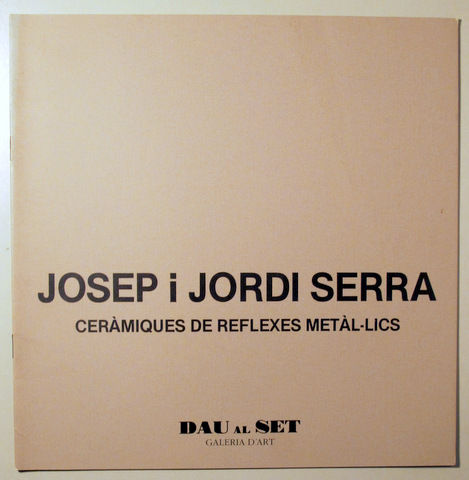 JOSEP i JORDI SERRA
CERÀMIQUES DE REFLEXES METÀL-LICS
DAU AL SET
GALERIA D'ART